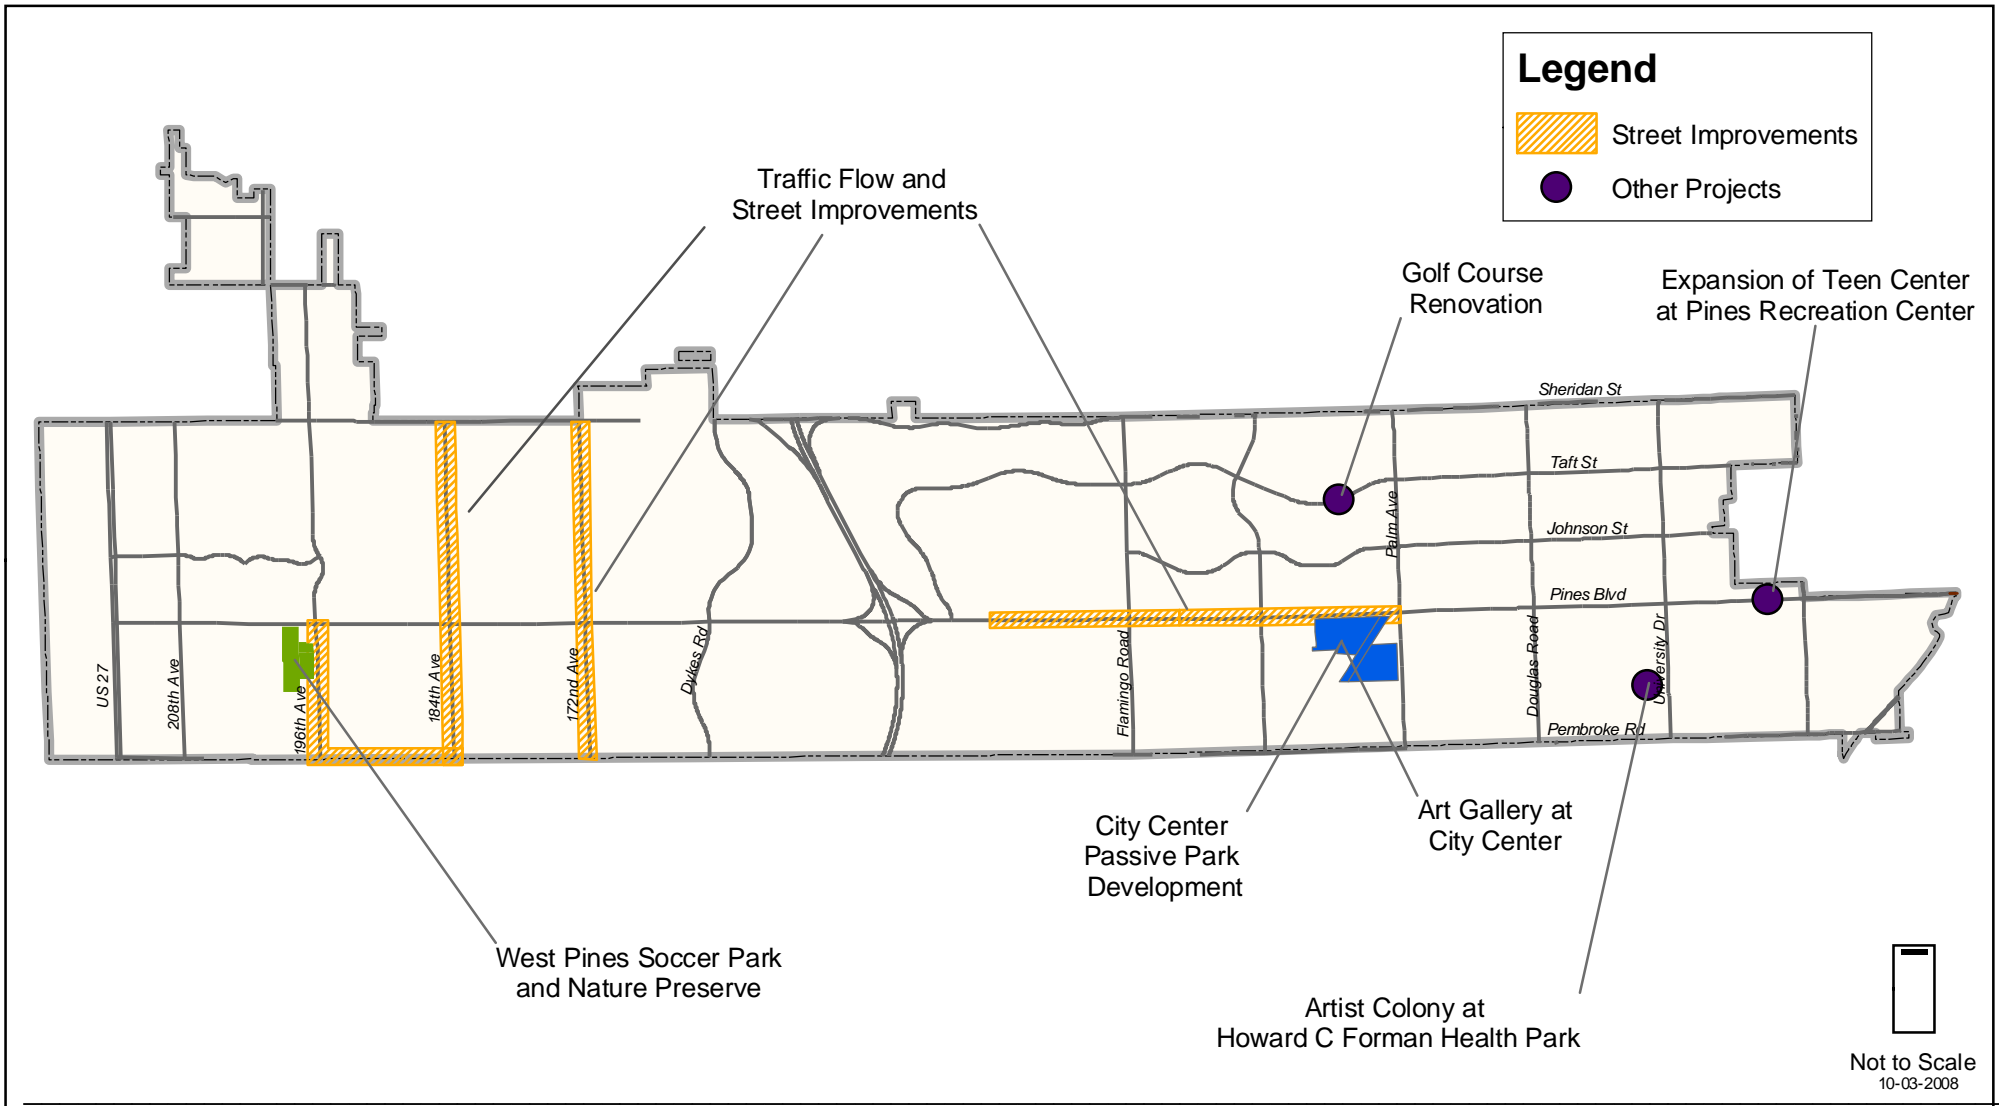 Legend
Street Improvements
Other Projects
Traffic Flow and
Street Improvements
Golf Course
Renovation
Expansion of Teen Center
at Pines Recreation Center
Sheridan St
Taft St
Palm Ave
Johnson St
Pines Blvd
US 27
208th Ave
196th Ave
184th Ave
172nd Ave
Dykes Rd
Flamingo Road
Douglas Road
University Dr
Pembroke Rd
City Center
Passive Park
Development
Art Gallery at
City Center
West Pines Soccer Park
and Nature Preserve
Artist Colony at
Howard C Forman Health Park
Not to Scale
10-03-2008